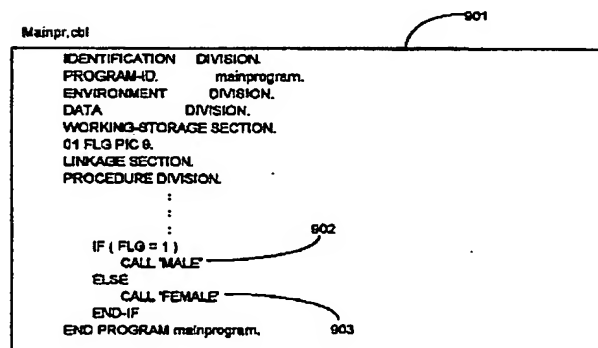 901
Mainpr.cbl
IDENTIFICATION DIVISION.
PROGRAM-ID. mainprogram.
ENVIRONMENT DIVISION.
DATA DIVISION.
WORKING-STORAGE SECTION.
01 FLG PIC 9.
LINKAGE SECTION.
PROCEDURE DIVISION.
:
:
:
IF ( FLG = 1 ) 902
CALL 'MALE'
ELSE
CALL 'FEMALE'
END-IF
END PROGRAM mainprogram. 903